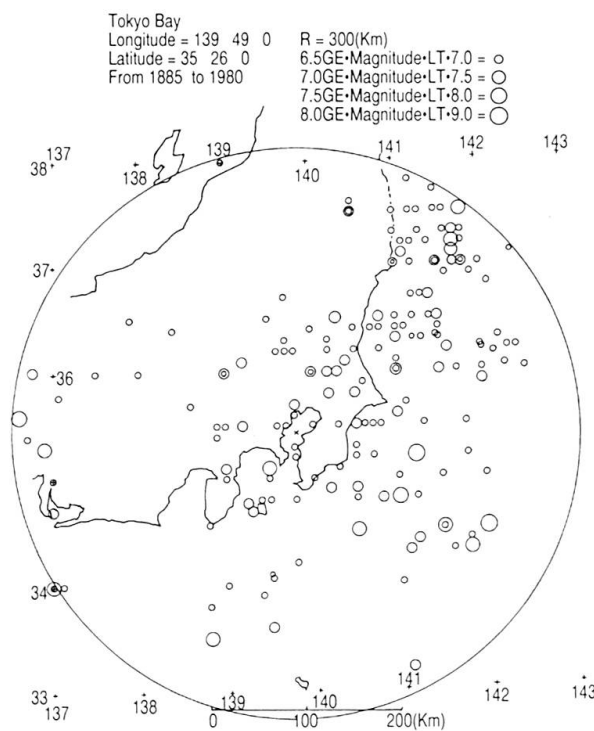 Tokyo Bay
Longitude = 139 49 0
Latitude = 35 26 0
From 1885 to 1980
R = 300(Km)
6.5GE•Magnitude•LT•7.0 =
7.0GE•Magnitude•LT•7.5 =
7.5GE•Magnitude•LT•8.0 =
8.0GE•Magnitude•LT•9.0 =
137
138
139
140
141
142
143
38
37
36
34
33
137
138
139
140
141
142
143
0 100 200(Km)